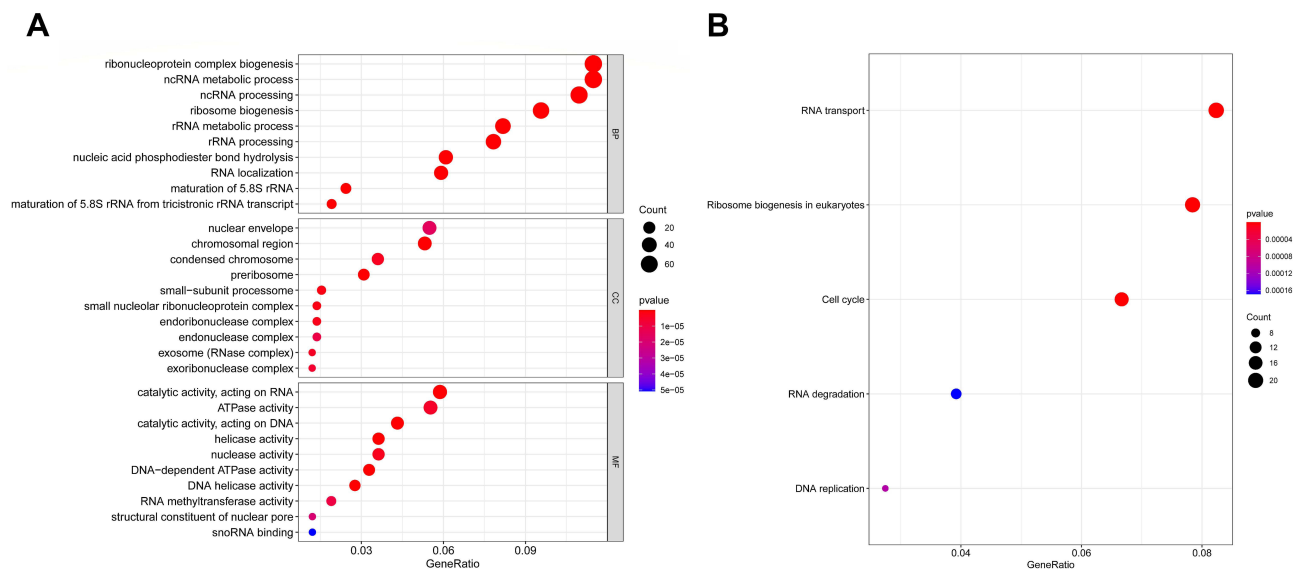 A
ribonucleoprotein complex biogenesis
ncRNA metabolic process
ncRNA processing
ribosome biogenesis
rRNA metabolic process
rRNA processing
nucleic acid phosphodiester bond hydrolysis
RNA localization
maturation of 5.8S rRNA
maturation of 5.8S rRNA from tricistronic rRNA transcript
BP
nuclear envelope
chromosomal region
condensed chromosome
preribosome
small−subunit processome
small nucleolar ribonucleoprotein complex
endoribonuclease complex
endonuclease complex
exosome (RNase complex)
exoribonuclease complex
CC
catalytic activity, acting on RNA
ATPase activity
catalytic activity, acting on DNA
helicase activity
nuclease activity
DNA−dependent ATPase activity
DNA helicase activity
RNA methyltransferase activity
structural constituent of nuclear pore
snoRNA binding
MF
0.03 0.06 0.09
GeneRatio
Count
20
40
60
pvalue
1e−05
2e−05
3e−05
4e−05
5e−05
B
RNA transport
Ribosome biogenesis in eukaryotes
Cell cycle
RNA degradation
DNA replication
0.04 0.06 0.08
GeneRatio
pvalue
0.00004
0.00008
0.00012
0.00016
Count
8
12
16
20